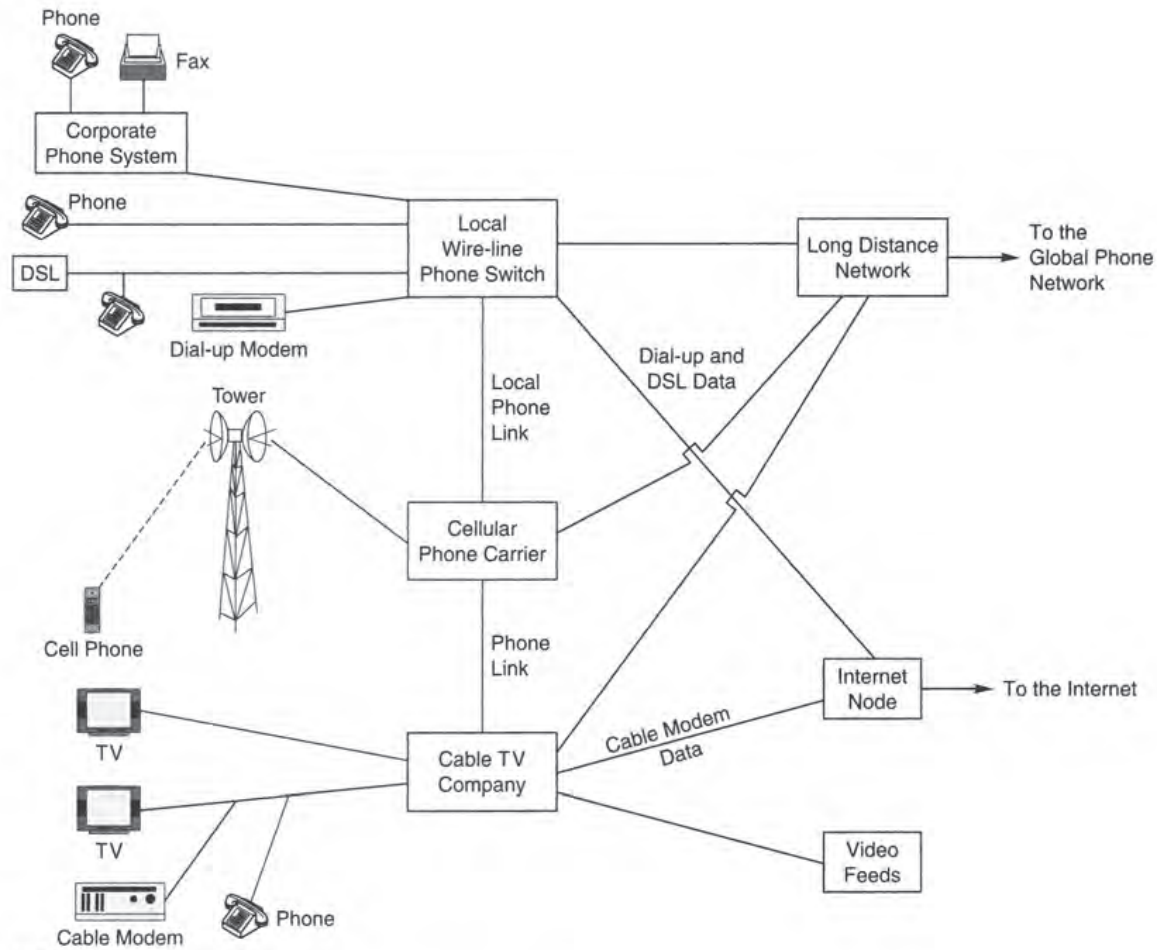 Phone
Fax
Corporate
Phone System
Phone
DSL
Dial-up Modem
Local
Wire-line
Phone Switch
Long Distance
Network
To the
Global Phone
Network
Dial-up and
DSL Data
Local
Phone
Link
Tower
Cellular
Phone Carrier
Cell Phone
Phone
Link
Internet
Node
To the Internet
TV
Cable TV
Company
Cable Modem
Data
TV
Video
Feeds
Cable Modem
Phone